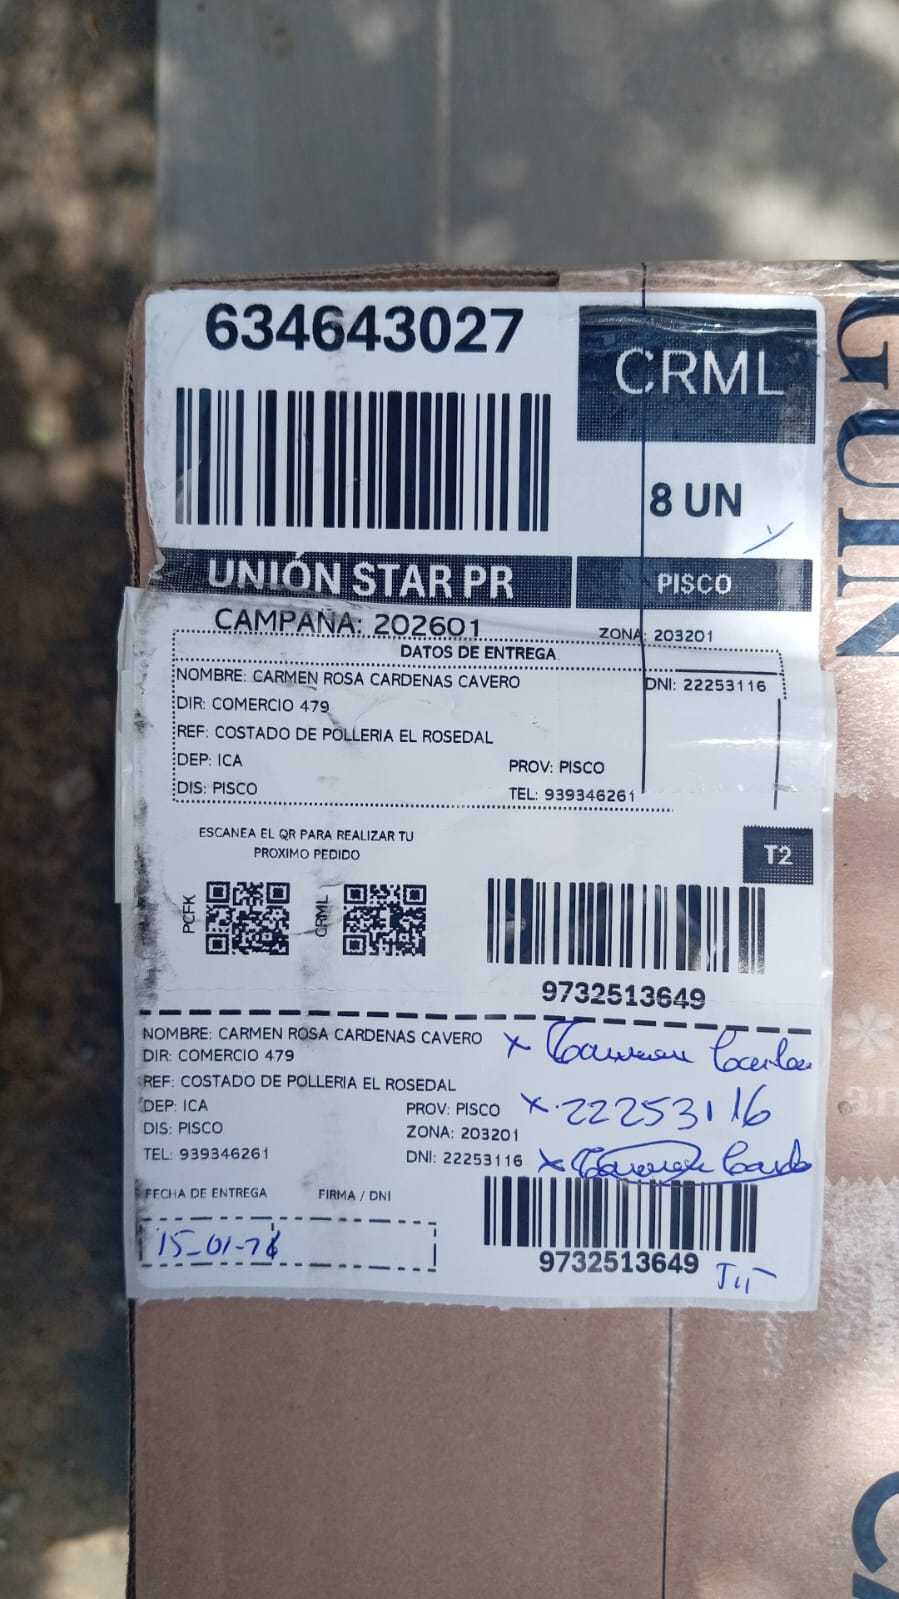 634643027
CRML
8 UN
UNIÓN STAR PR
PISCO
CAMPAÑA: 202601
ZONA: 203201
DATOS DE ENTREGA
NOMBRE: CARMEN ROSA CARDENAS CAVERO
DNI: 22253116
DIR: COMERCIO 479
REF: COSTADO DE POLLERIA EL ROSEDAL
DEP: ICA
PROV: PISCO
DIS: PISCO
TEL: 939346261
ESCANEA EL QR PARA REALIZAR TU
PROXIMO PEDIDO
T2
PCFK
CRML
9732513649
NOMBRE: CARMEN ROSA CARDENAS CAVERO
DIR: COMERCIO 479
REF: COSTADO DE POLLERIA EL ROSEDAL
DEP: ICA
PROV: PISCO
x 22253116
DIS: PISCO
ZONA: 203201
TEL: 939346261
DNI: 22253116
FECHA DE ENTREGA
FIRMA / DNI
15-01-26
9732513649